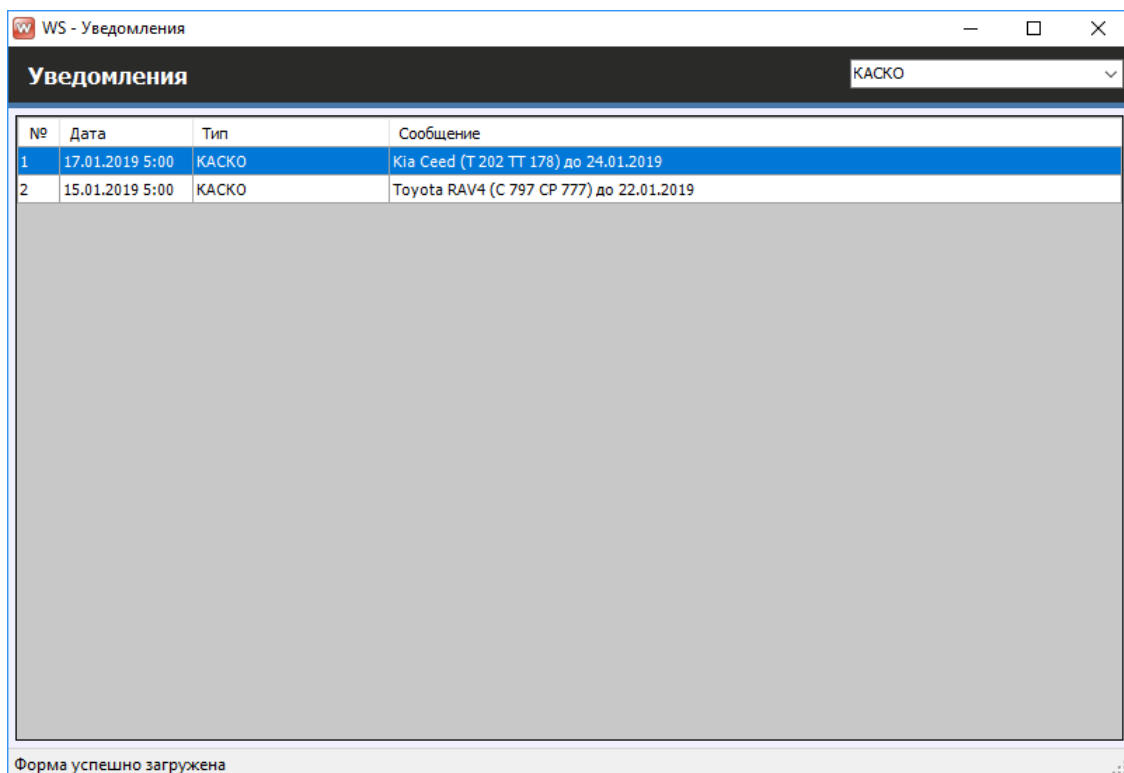 WS - Уведомления
Уведомления КАСКО
№ Дата Тип Сообщение
1 17.01.2019 5:00 КАСКО Kia Ceed (Т 202 ТТ 178) до 24.01.2019
2 15.01.2019 5:00 КАСКО Toyota RAV4 (С 797 СР 777) до 22.01.2019
Форма успешно загружена